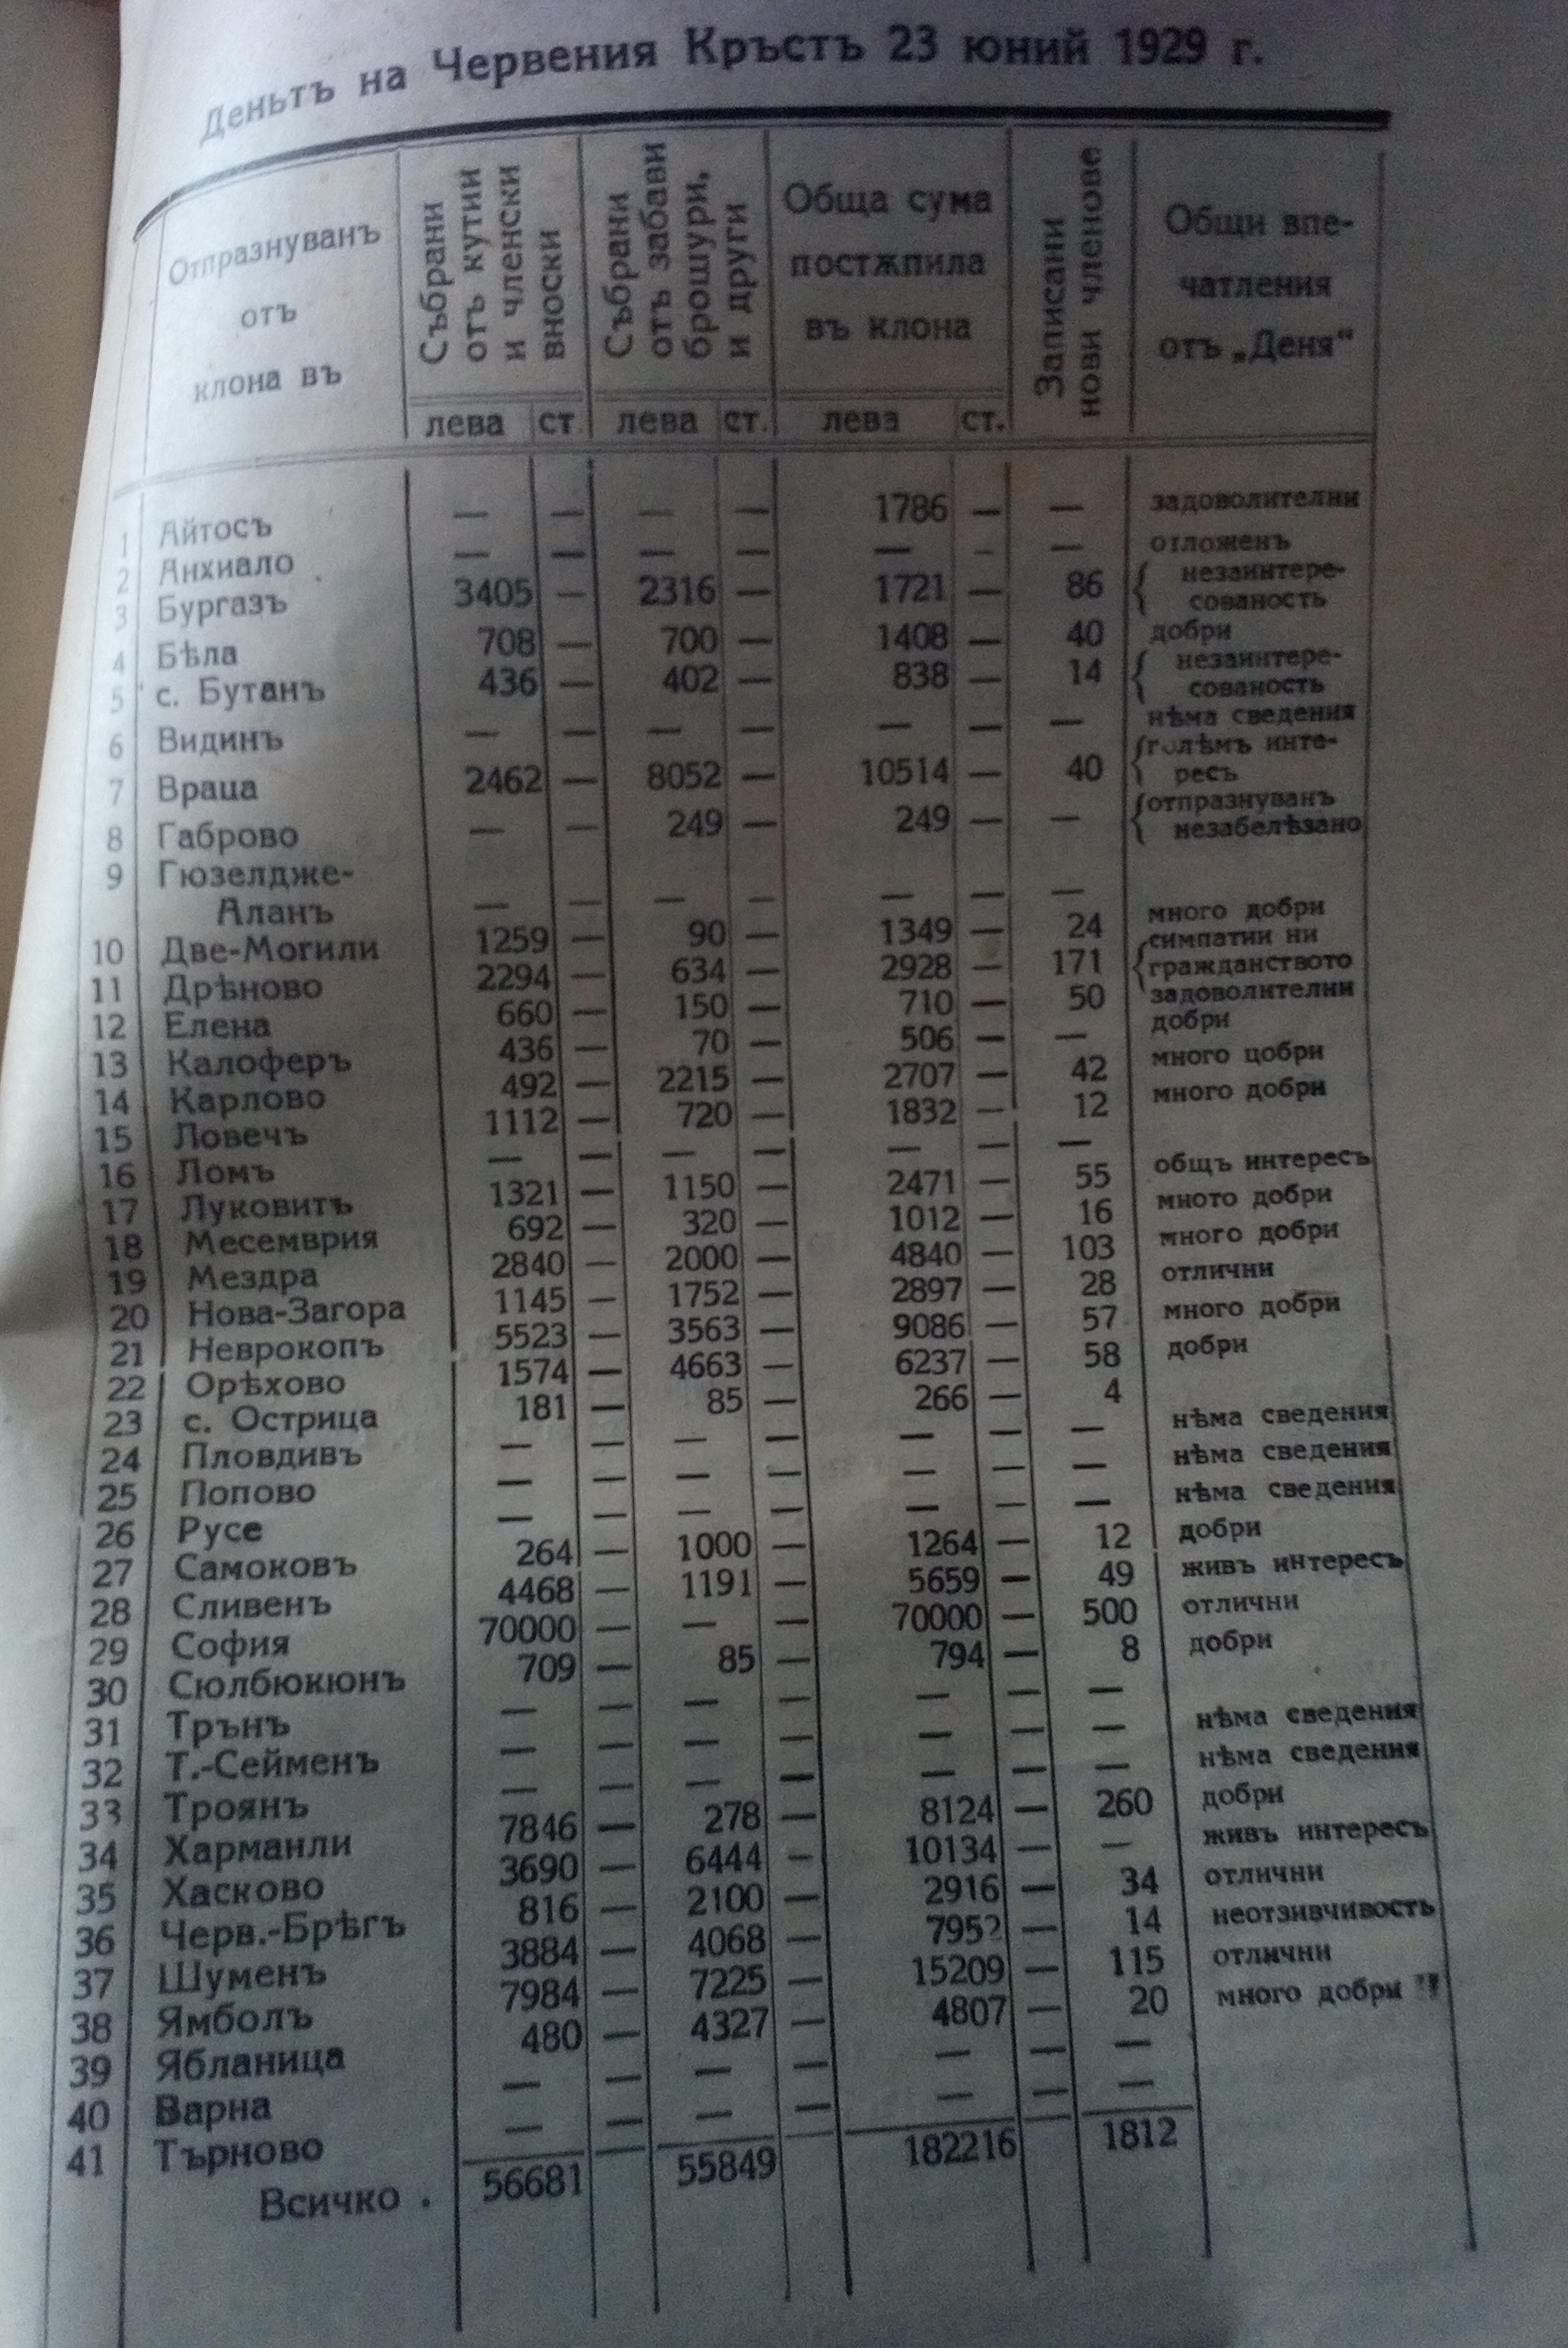 Деньтъ на Червения Кръстъ 23 юний 1929 г.
Отпразнуванъ
отъ
клона въ
Събрани
отъ кутии
и членски
вноски
Събрани
отъ забави
брошури,
и други
Обща сума
постѫпила
въ клона
Записани
нови членове
Общи впе-
чатления
отъ „Деня“
лева ст. лева ст. лева ст.
1 Айтосъ — — — — 1786 — — задоволителни
2 Анхиало — — — — — — — отложенъ
3 Бургазъ 3405 — 2316 — 1721 — 86 { незаинтере-
сованость
4 Бѣла 708 — 700 — 1408 — 40 добри
5 с. Бутанъ 436 — 402 — 838 — 14 { незаинтере-
сованость
6 Видинъ — — — — — — — нѣма сведения
7 Враца 2462 — 8052 — 10514 — 40 { голѣмъ инте-
ресъ
8 Габрово — — 249 — 249 — — { отпразнуванъ
незабелѣзано
9 Гюзелдже-
Аланъ — — — — — — —
10 Две-Могили 1259 — 90 — 1349 — 24 много добри
11 Дрѣново 2294 — 634 — 2928 — 171 { симпатии ни
гражданството
12 Елена 660 — 150 — 710 — 50 задоволителни
13 Калоферъ 436 — 70 — 506 — — добри
14 Карлово 492 — 2215 — 2707 — 42 много цобри
15 Ловечъ 1112 — 720 — 1832 — 12 много добри
16 Ломъ — — — — — — —
17 Луковитъ 1321 — 1150 — 2471 — 55 общъ интересъ
18 Месемврия 692 — 320 — 1012 — 16 мното добри
19 Мездра 2840 — 2000 — 4840 — 103 много добри
20 Нова-Загора 1145 — 1752 — 2897 — 28 отлични
21 Неврокопъ 5523 — 3563 — 9086 — 57 много добри
22 Орѣхово 1574 — 4663 — 6237 — 58 добри
23 с. Острица 181 — 85 — 266 — 4
24 Пловдивъ — — — — — — — нѣма сведения
25 Попово — — — — — — — нѣма сведения
26 Русе — — — — — — — нѣма сведения
27 Самоковъ 264 — 1000 — 1264 — 12 добри
28 Сливенъ 4468 — 1191 — 5659 — 49 живъ интересъ
29 София 70000 — — — 70000 — 500 отлични
30 Сюлбюкюнъ 709 — 85 — 794 — 8 добри
31 Трънъ — — — — — — —
32 Т.-Сейменъ — — — — — — — нѣма сведения
33 Троянъ — — — — — — — нѣма сведения
34 Харманли 7846 — 278 — 8124 — 260 добри
35 Хасково 3690 — 6444 — 10134 — — живъ интересъ
36 Черв.-Брѣгъ 816 — 2100 — 2916 — 34 отлични
37 Шуменъ 3884 — 4068 — 7952 — 14 неотзивчивость
38 Ямболъ 7984 — 7225 — 15209 — 115 отлични
39 Ябланица 480 — 4327 — 4807 — 20 много добри
40 Варна — — — — — — —
41 Търново — — — — — — —
Всичко . 56681 55849 182216 1812